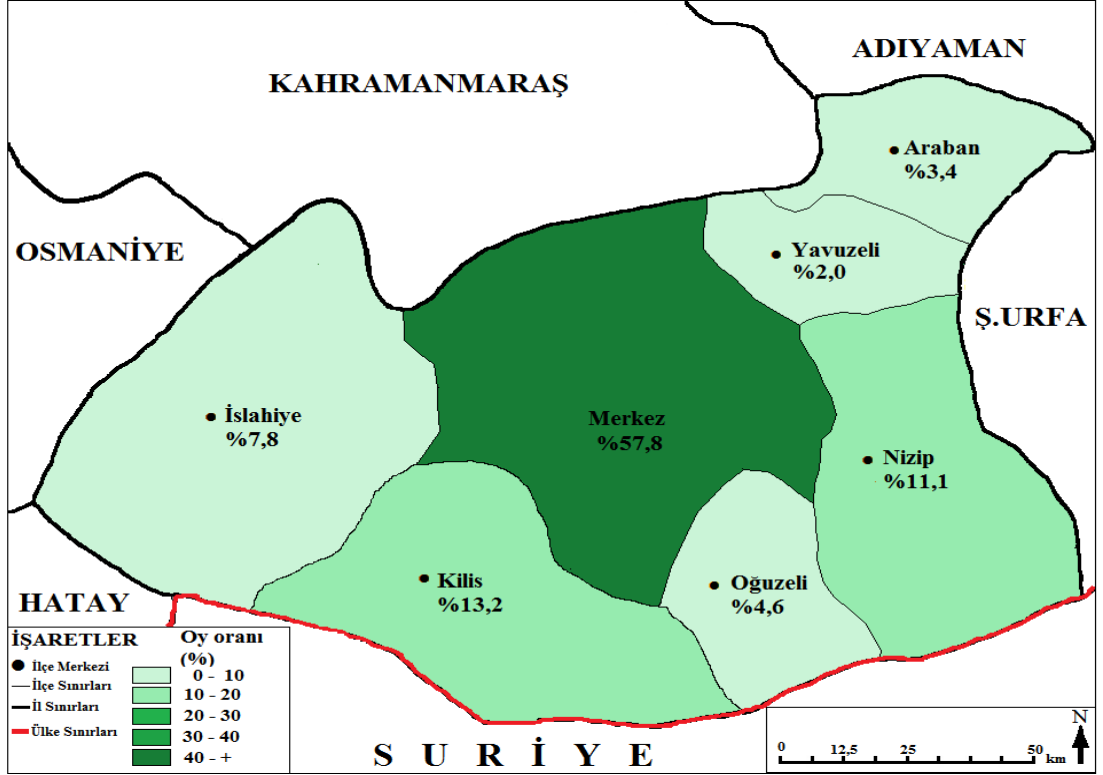 ADIYAMAN
KAHRAMANMARAŞ
Araban
%3,4
OSMANİYE
Yavuzeli
%2,0
Ş.URFA
İslahiye
%7,8
Merkez
%57,8
Nizip
%11,1
Kilis
%13,2
Oğuzeli
%4,6
HATAY
İŞARETLER
İlçe Merkezi
İlçe Sınırları
İl Sınırları
Ülke Sınırları
Oy oranı
(%)
0 - 10
10 - 20
20 - 30
30 - 40
40 - +
SURİYE
N
0 12,5 25 50
km